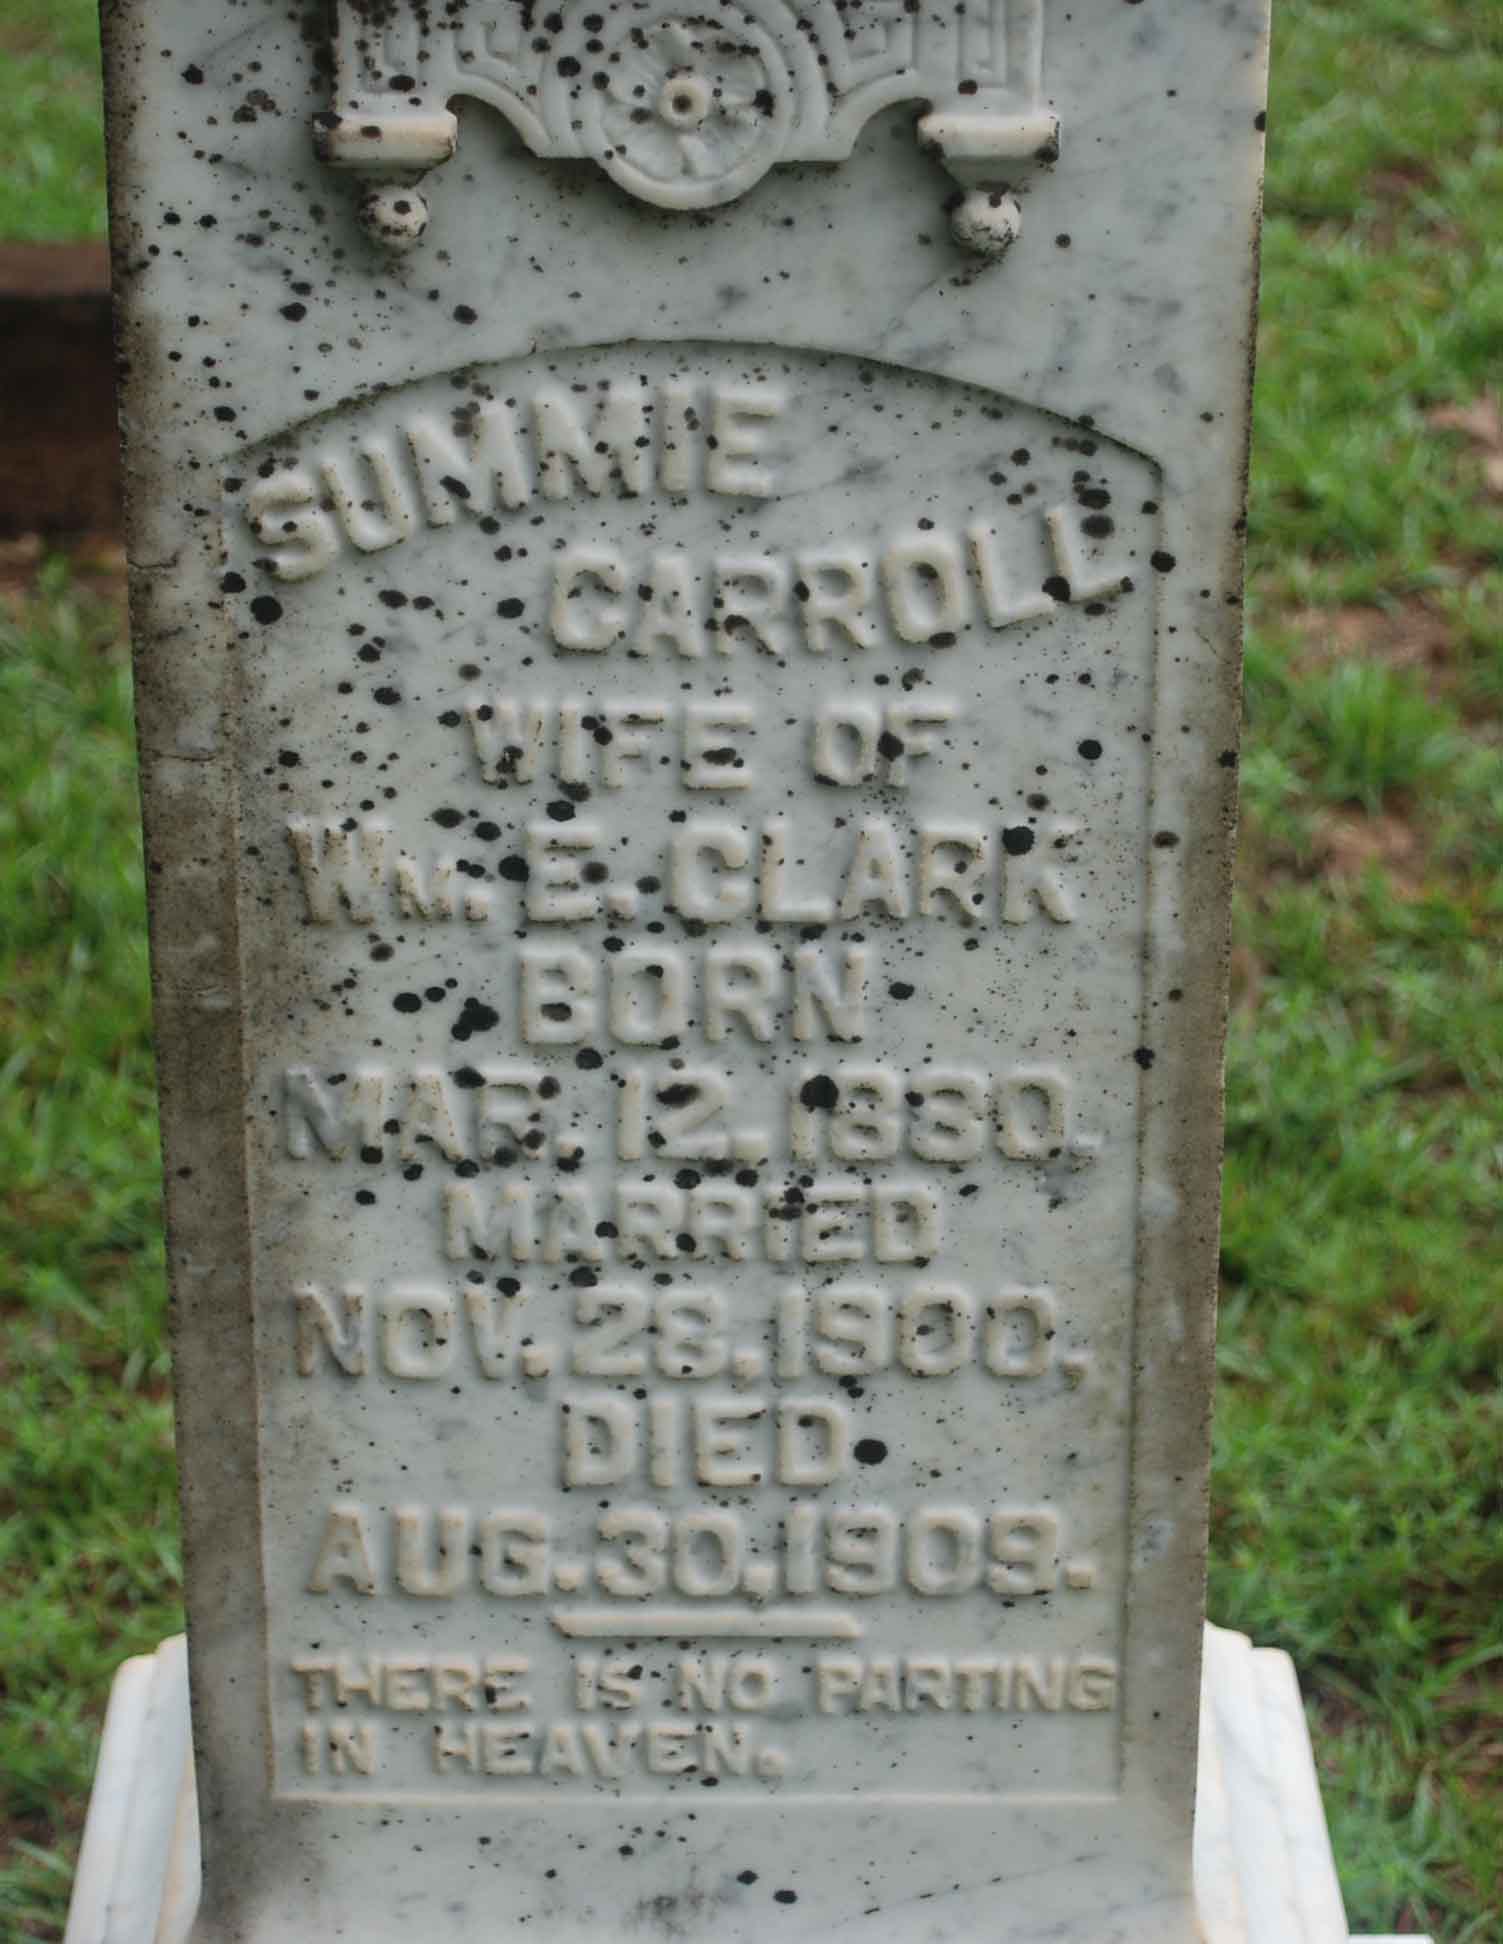 SUMMIE
CARROLL
WIFE OF
WM. E. CLARK
BORN
MAR. 12. 1880.
MARRIED
NOV. 28, 1900,
DIED
AUG. 30, 1909.
THERE IS NO PARTING
IN HEAVEN.